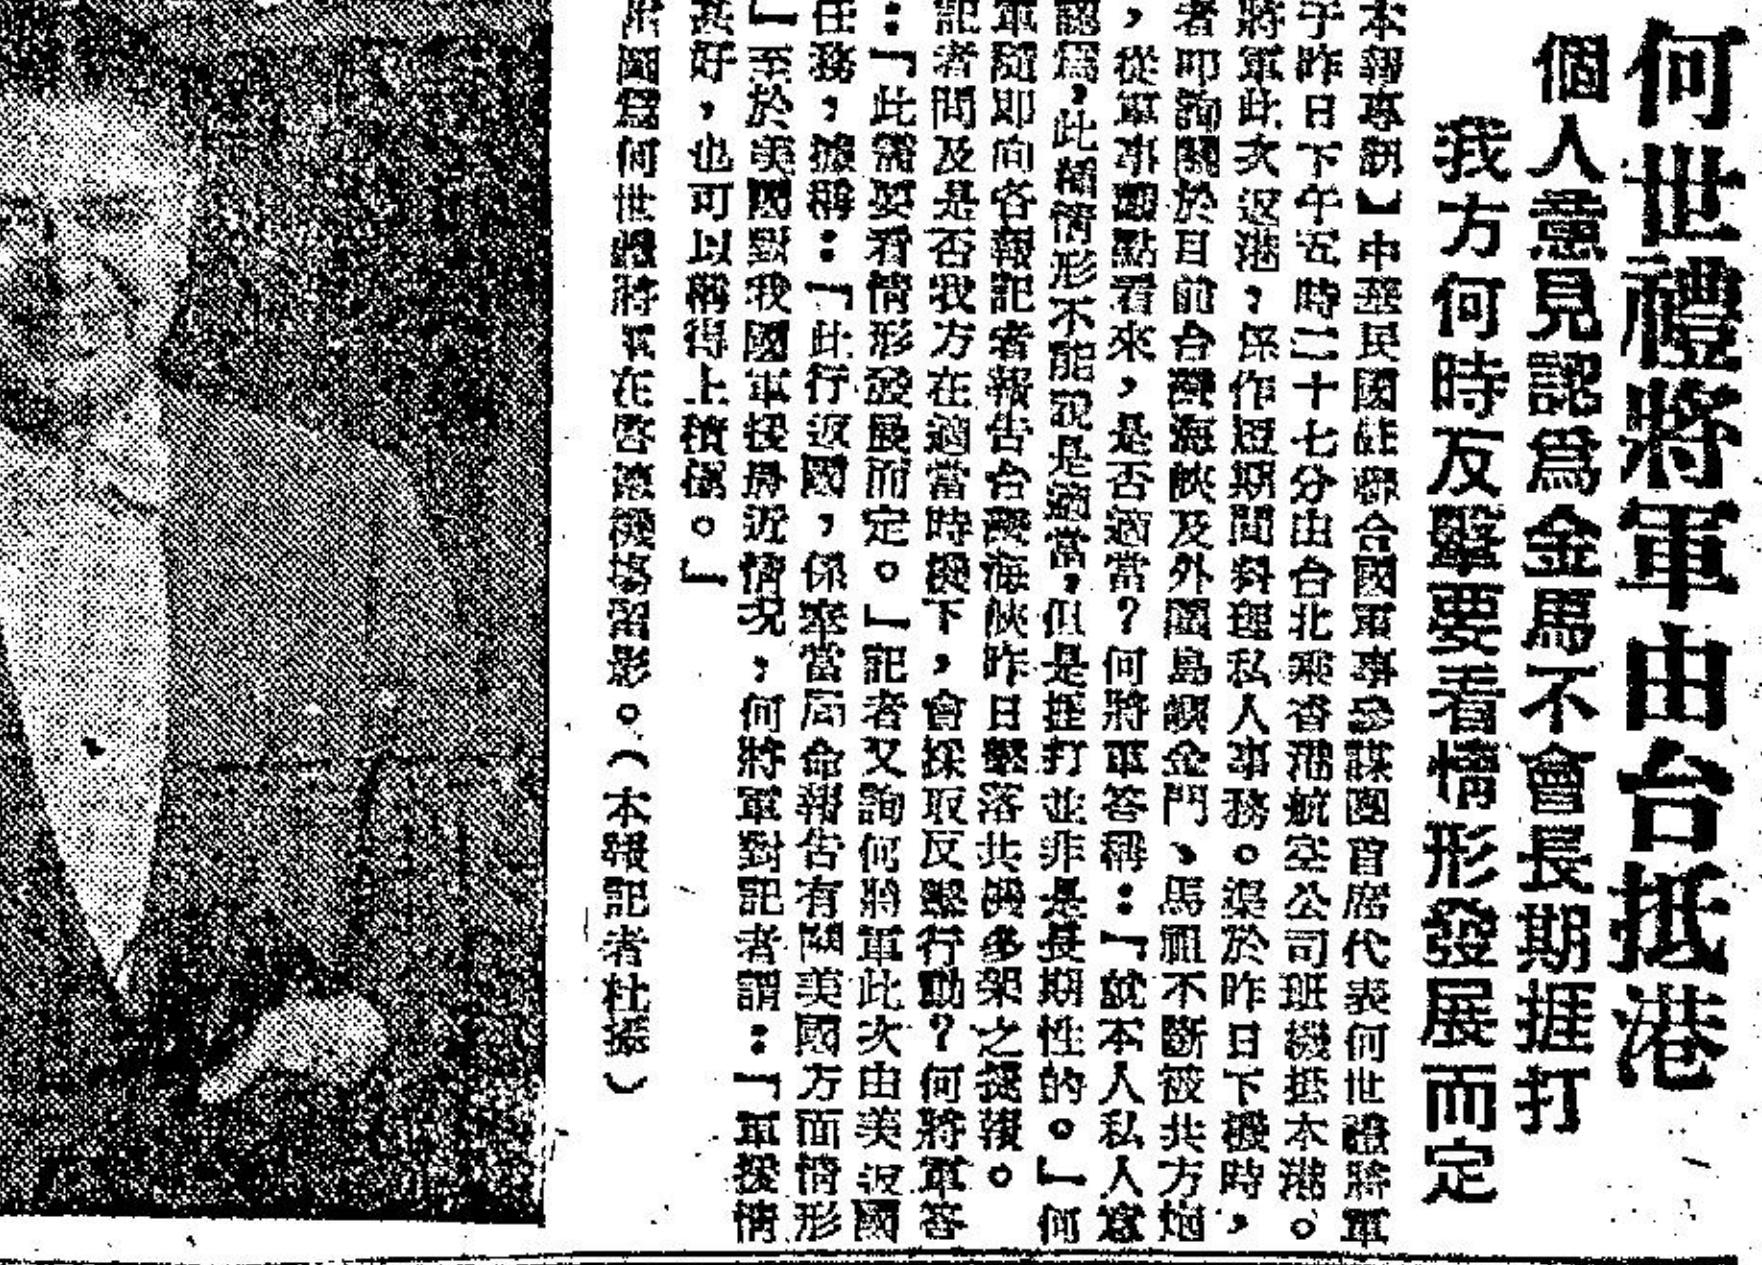 何世禮將軍由台抵港
個人意見認爲金馬不會長期捱打
我方何時反擊要看情形發展而定
本報專訊】中華民國駐聯合國軍事參謀團首席代表何世禮將軍
于昨日下午五時二十七分由台北乘香港航空公司班機抵本港。
將軍此次返港，係作短期間料理私人事務。渠於昨日下機時，
者叩詢關於目前台灣海峽及外圍島嶼金門、馬祖不斷被共方炮
，從軍事觀點看來，是否適當？何將軍答稱：「就本人私人意
認爲，此種情形不能說是適當，但是捱打並非是長期性的。」何
軍隨即向各報記者報告台灣海峽昨日擊落共機多架之捷報。
記者問及是否我方在適當時機下，會採取反擊行動？何將軍答
：「此需要看情形發展而定。」記者又詢何將軍此次由美返國
任務，據稱：「此行返國，係奉當局命報告有關美國方面情形
」至於美國對我國軍援最近情况，何將軍對記者謂：「軍援情
甚好，也可以稱得上積極。」
附圖爲何世禮將軍在啓德機塲留影。（本報記者杜 ）